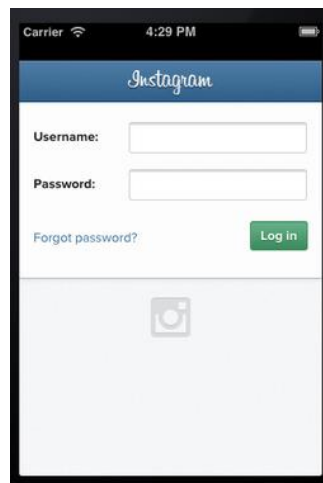 Carrier 4:29 PM
Instagram
Username:
Password:
Forgot password? Log in